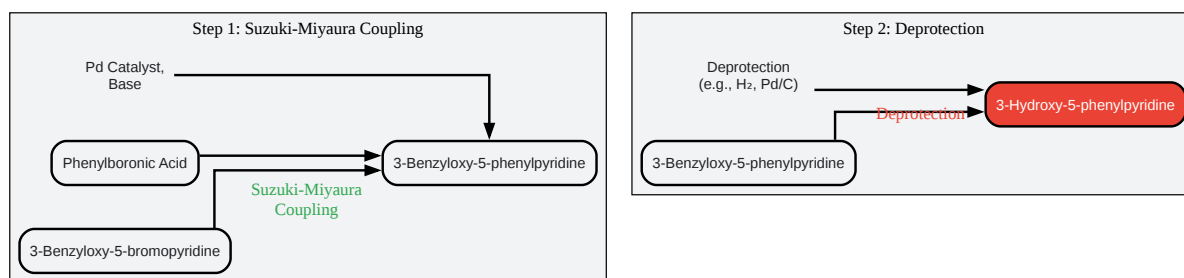 Step 1: Suzuki-Miyaura Coupling
Pd Catalyst,
Base
Phenylboronic Acid
3-Benzyloxy-5-phenylpyridine
Suzuki-Miyaura
Coupling
3-Benzyloxy-5-bromopyridine
Step 2: Deprotection
Deprotection
(e.g., H₂, Pd/C)
3-Hydroxy-5-phenylpyridine
Deprotection
3-Benzyloxy-5-phenylpyridine